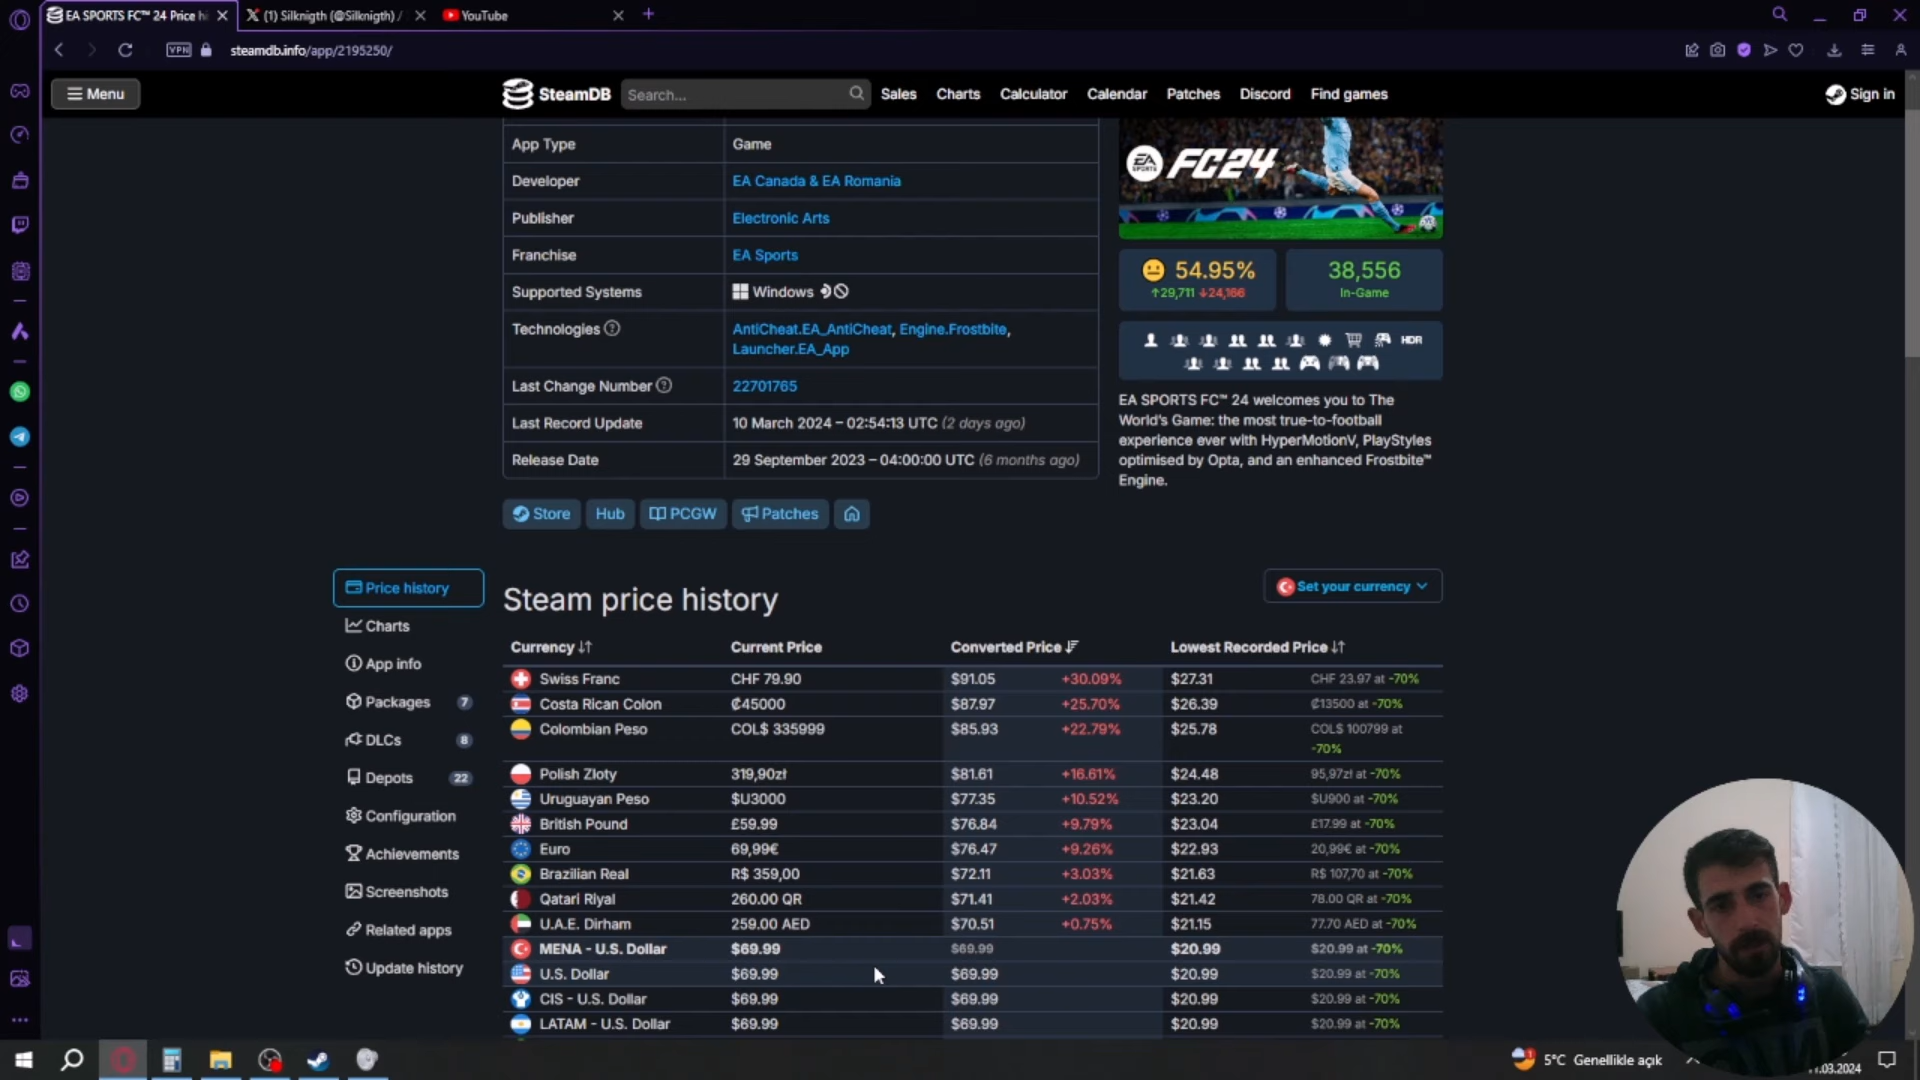 EA SPORTS FC™ 24 Price hi
(1) Silknigth (@Silknigth) /
YouTube
VPN
steamdb.info/app/2195250/
Menu
SteamDB
Search...
Sales
Charts
Calculator
Calendar
Patches
Discord
Find games
Sign in
App Type Game
Developer EA Canada & EA Romania
Publisher Electronic Arts
Franchise EA Sports
Supported Systems Windows
Technologies AntiCheat.EA_AntiCheat, Engine.Frostbite,
Launcher.EA_App
Last Change Number 22701765
Last Record Update 10 March 2024 – 02:54:13 UTC (2 days ago)
Release Date 29 September 2023 – 04:00:00 UTC (6 months ago)
EA SPORTS FC24
54.95%
↑29,711 ↓24,166
38,556
In-Game
HDR
EA SPORTS FC™ 24 welcomes you to The
World's Game: the most true-to-football
experience ever with HyperMotionV, PlayStyles
optimised by Opta, and an enhanced Frostbite™
Engine.
Store
Hub
PCGW
Patches
Price history
Charts
App info
Packages 7
DLCs 8
Depots 22
Configuration
Achievements
Screenshots
Related apps
Update history
Steam price history
Set your currency
Currency Current Price Converted Price Lowest Recorded Price
Swiss Franc CHF 79.90 $91.05 +30.09% $27.31 CHF 23.97 at -70%
Costa Rican Colon ₡45000 $87.97 +25.70% $26.39 ₡13500 at -70%
Colombian Peso COL$ 335999 $85.93 +22.79% $25.78 COL$ 100799 at
-70%
Polish Zloty 319,90zł $81.61 +16.61% $24.48 95,97zł at -70%
Uruguayan Peso $U3000 $77.35 +10.52% $23.20 $U900 at -70%
British Pound £59.99 $76.84 +9.79% $23.04 £17.99 at -70%
Euro 69,99€ $76.47 +9.26% $22.93 20,99€ at -70%
Brazilian Real R$ 359,00 $72.11 +3.03% $21.63 R$ 107,70 at -70%
Qatari Riyal 260.00 QR $71.41 +2.03% $21.42 78.00 QR at -70%
U.A.E. Dirham 259.00 AED $70.51 +0.75% $21.15 77.70 AED at -70%
MENA - U.S. Dollar $69.99 $69.99 $20.99 $20.99 at -70%
U.S. Dollar $69.99 $69.99 $20.99 $20.99 at -70%
CIS - U.S. Dollar $69.99 $69.99 $20.99 $20.99 at -70%
LATAM - U.S. Dollar $69.99 $69.99 $20.99 $20.99 at -70%
5°C Genellikle açık
.03.2024